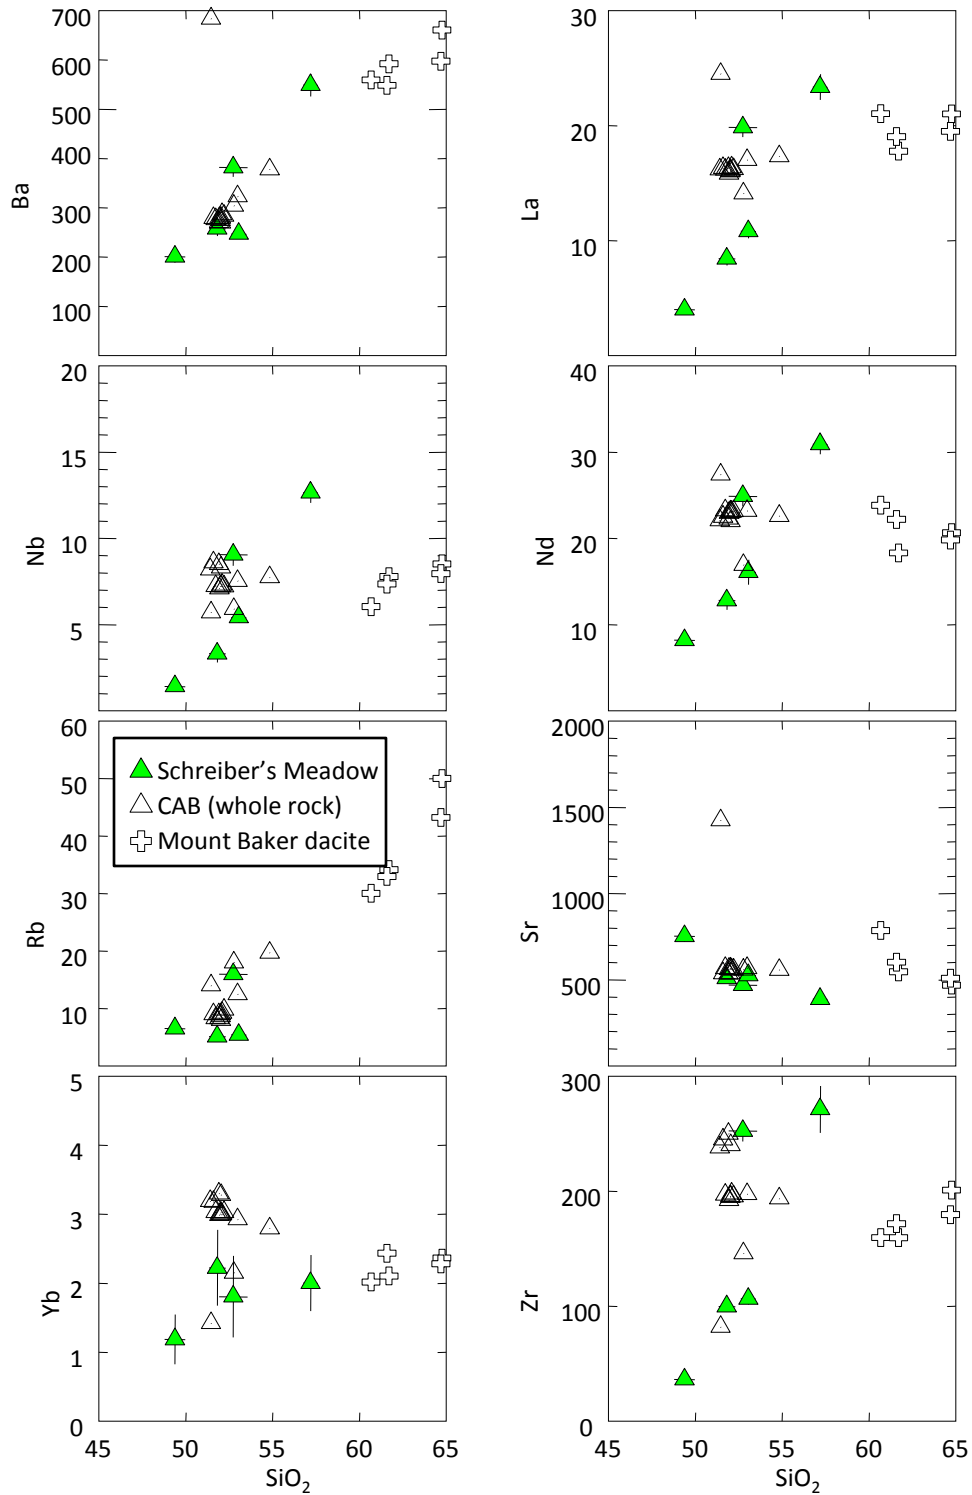 700
600
500
400
300
200
100
Ba
30
20
10
La
20
15
10
5
Nb
40
30
20
10
Nd
60
50
40
30
20
10
Rb
Schreiber's Meadow
CAB (whole rock)
Mount Baker dacite
2000
1500
1000
500
Sr
5
4
3
2
1
0
Yb
45 50 55 60 65
SiO₂
300
200
100
0
Zr
45 50 55 60 65
SiO₂